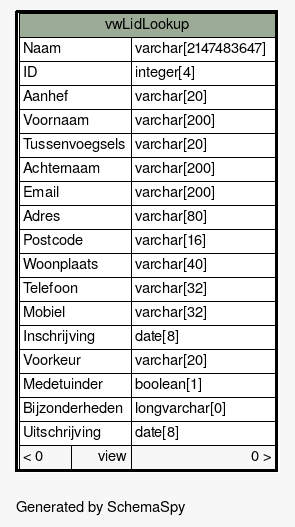 vwLidLookup
Naam varchar[2147483647]
ID integer[4]
Aanhef varchar[20]
Voornaam varchar[200]
Tussenvoegsels varchar[20]
Achternaam varchar[200]
Email varchar[200]
Adres varchar[80]
Postcode varchar[16]
Woonplaats varchar[40]
Telefoon varchar[32]
Mobiel varchar[32]
Inschrijving date[8]
Voorkeur varchar[20]
Medetuinder boolean[1]
Bijzonderheden longvarchar[0]
Uitschrijving date[8]
< 0 view 0 >
Generated by SchemaSpy